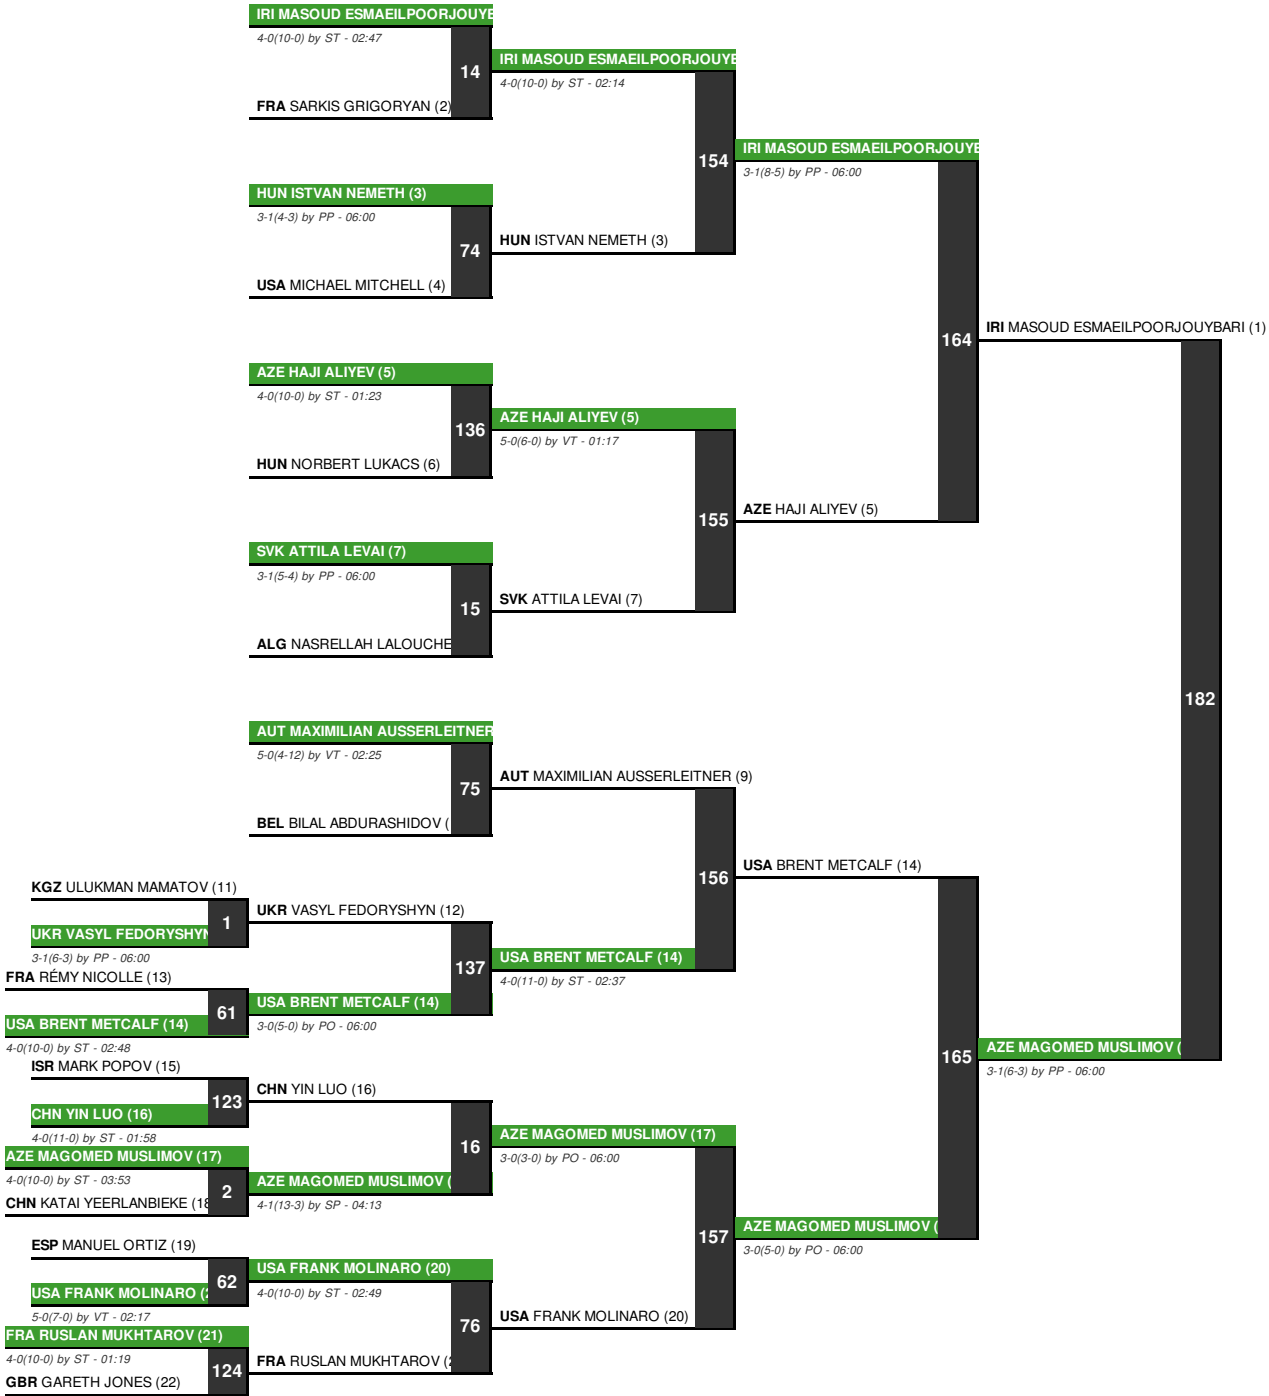 IRI MASOUD ESMAEILPOORJOUYB
4-0(10-0) by ST - 02:47
14
FRA SARKIS GRIGORYAN (2)
IRI MASOUD ESMAEILPOORJOUYB
4-0(10-0) by ST - 02:14
154
HUN ISTVAN NEMETH (3)
3-1(4-3) by PP - 06:00
74
USA MICHAEL MITCHELL (4)
HUN ISTVAN NEMETH (3)
IRI MASOUD ESMAEILPOORJOUYB
3-1(8-5) by PP - 06:00
164
AZE HAJI ALIYEV (5)
4-0(10-0) by ST - 01:23
136
HUN NORBERT LUKACS (6)
AZE HAJI ALIYEV (5)
5-0(6-0) by VT - 01:17
155
AZE HAJI ALIYEV (5)
SVK ATTILA LEVAI (7)
3-1(5-4) by PP - 06:00
15
ALG NASRELLAH LALOUCHE
SVK ATTILA LEVAI (7)
IRI MASOUD ESMAEILPOORJOUYBARI (1)
182
AUT MAXIMILIAN AUSSERLEITNER
5-0(4-12) by VT - 02:25
75
BEL BILAL ABDURASHIDOV (
AUT MAXIMILIAN AUSSERLEITNER (9)
156
USA BRENT METCALF (14)
KGZ ULUKMAN MAMATOV (11)
1
UKR VASYL FEDORYSHYN
3-1(6-3) by PP - 06:00
UKR VASYL FEDORYSHYN (12)
137
FRA RÉMY NICOLLE (13)
61
USA BRENT METCALF (14)
4-0(10-0) by ST - 02:48
USA BRENT METCALF (14)
3-0(5-0) by PO - 06:00
USA BRENT METCALF (14)
4-0(11-0) by ST - 02:37
165
AZE MAGOMED MUSLIMOV (
3-1(6-3) by PP - 06:00
ISR MARK POPOV (15)
123
CHN YIN LUO (16)
4-0(11-0) by ST - 01:58
CHN YIN LUO (16)
16
AZE MAGOMED MUSLIMOV (17)
4-0(10-0) by ST - 03:53
2
CHN KATAI YEERLANBIEKE (18
AZE MAGOMED MUSLIMOV (
4-1(13-3) by SP - 04:13
AZE MAGOMED MUSLIMOV (17)
3-0(3-0) by PO - 06:00
157
AZE MAGOMED MUSLIMOV (
3-0(5-0) by PO - 06:00
ESP MANUEL ORTIZ (19)
62
USA FRANK MOLINARO (2
5-0(7-0) by VT - 02:17
USA FRANK MOLINARO (20)
4-0(10-0) by ST - 02:49
76
USA FRANK MOLINARO (20)
FRA RUSLAN MUKHTAROV (21)
4-0(10-0) by ST - 01:19
124
GBR GARETH JONES (22)
FRA RUSLAN MUKHTAROV (2